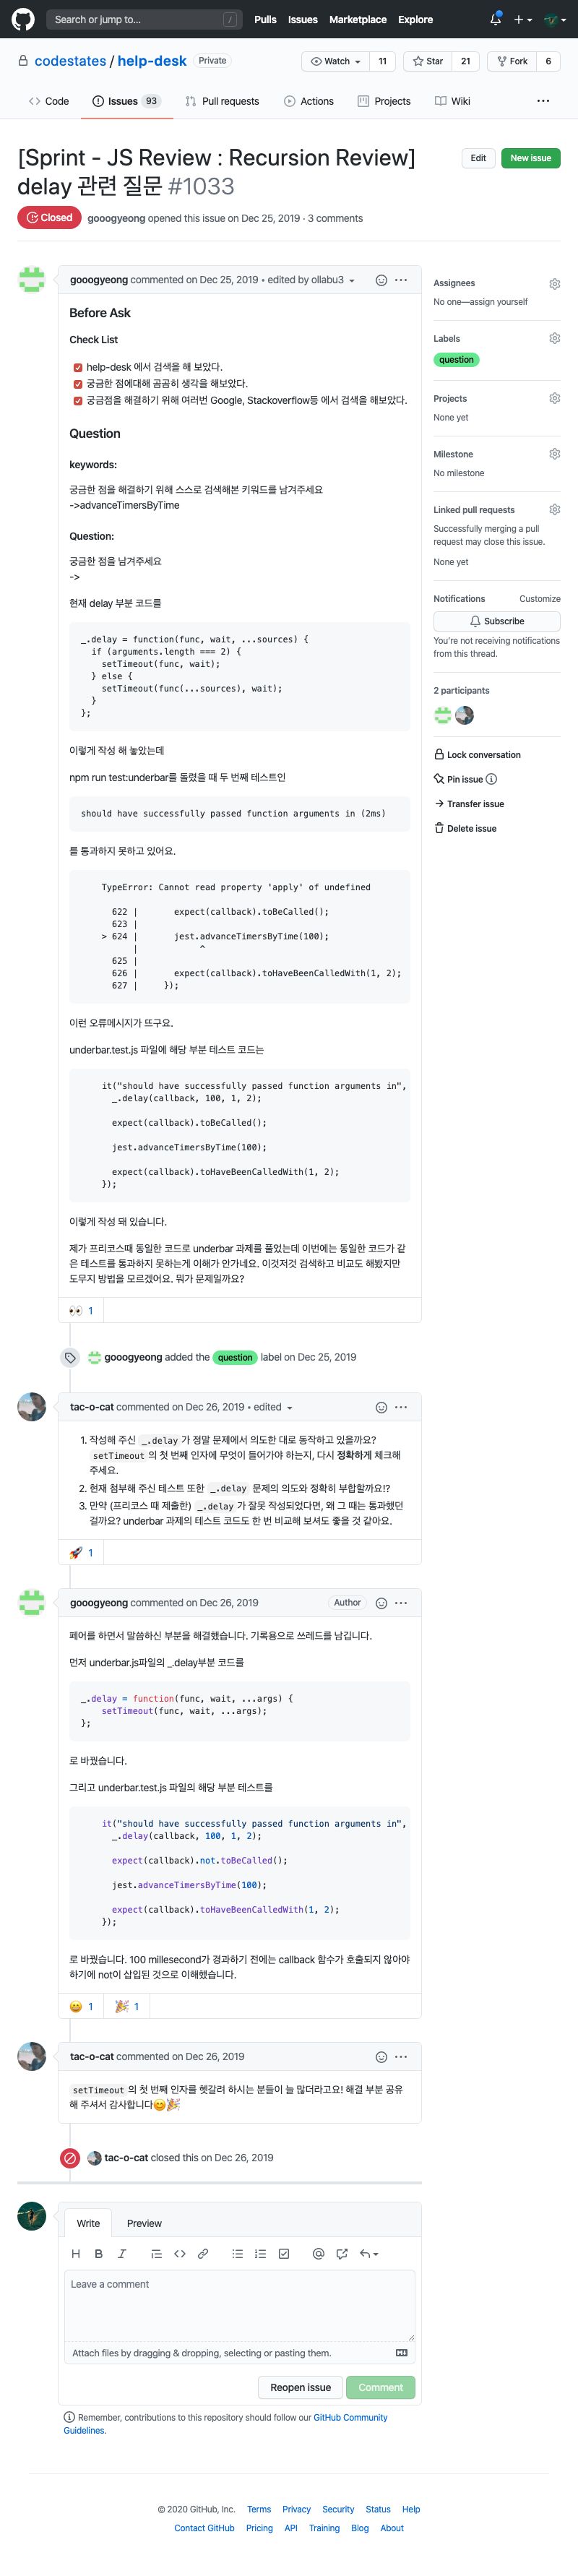 Search or jump to... /
Pulls Issues Marketplace Explore
codestates / help-desk Private
Watch 11 Star 21 Fork 6
Code Issues 93 Pull requests Actions Projects Wiki ...
[Sprint - JS Review : Recursion Review]
delay 관련 질문 #1033
Edit New issue
Closed gooogyeong opened this issue on Dec 25, 2019 · 3 comments
gooogyeong commented on Dec 25, 2019 • edited by ollabu3
Before Ask
Check List
help-desk 에서 검색을 해 보았다.
궁금한 점에대해 곰곰히 생각을 해보았다.
궁금점을 해결하기 위해 여러번 Google, Stackoverflow등 에서 검색을 해보았다.
Question
keywords:
궁금한 점을 해결하기 위해 스스로 검색해본 키워드를 남겨주세요
->advanceTimersByTime
Question:
궁금한 점을 남겨주세요
->
현재 delay 부분 코드를
_.delay = function(func, wait, ...sources) {
if (arguments.length === 2) {
setTimeout(func, wait);
} else {
setTimeout(func(...sources), wait);
}
};
이렇게 작성 해 놓았는데
npm run test:underbar를 돌렸을 때 두 번째 테스트인
should have successfully passed function arguments in (2ms)
를 통과하지 못하고 있어요.
TypeError: Cannot read property 'apply' of undefined
622 | expect(callback).toBeCalled();
623 |
> 624 | jest.advanceTimersByTime(100);
| ^
625 |
626 | expect(callback).toHaveBeenCalledWith(1, 2);
627 | });
이런 오류메시지가 뜨구요.
underbar.test.js 파일에 해당 부분 테스트 코드는
it("should have successfully passed function arguments in",
_.delay(callback, 100, 1, 2);
expect(callback).toBeCalled();
jest.advanceTimersByTime(100);
expect(callback).toHaveBeenCalledWith(1, 2);
});
이렇게 작성 돼 있습니다.
제가 프리코스때 동일한 코드로 underbar 과제를 풀었는데 이번에는 동일한 코드가 같
은 테스트를 통과하지 못하는게 이해가 안가네요. 이것저것 검색하고 비교도 해봤지만
도무지 방법을 모르겠어요. 뭐가 문제일까요?
👀 1
gooogyeong added the question label on Dec 25, 2019
tac-o-cat commented on Dec 26, 2019 • edited
1. 작성해 주신 _.delay 가 정말 문제에서 의도한 대로 동작하고 있을까요?
setTimeout 의 첫 번째 인자에 무엇이 들어가야 하는지, 다시 정확하게 체크해
주세요.
2. 현재 첨부해 주신 테스트 또한 _.delay 문제의 의도와 정확히 부합할까요!?
3. 만약 (프리코스 때 제출한) _.delay 가 잘못 작성되었다면, 왜 그 때는 통과했던
걸까요? underbar 과제의 테스트 코드도 한 번 비교해 보셔도 좋을 것 같아요.
🚀 1
gooogyeong commented on Dec 26, 2019 Author
페어를 하면서 말씀하신 부분을 해결했습니다. 기록용으로 쓰레드를 남깁니다.
먼저 underbar.js파일의 _.delay부분 코드를
_.delay = function(func, wait, ...args) {
setTimeout(func, wait, ...args);
};
로 바꿨습니다.
그리고 underbar.test.js 파일의 해당 부분 테스트를
it("should have successfully passed function arguments in",
_.delay(callback, 100, 1, 2);
expect(callback).not.toBeCalled();
jest.advanceTimersByTime(100);
expect(callback).toHaveBeenCalledWith(1, 2);
});
로 바꿨습니다. 100 millesecond가 경과하기 전에는 callback 함수가 호출되지 않아야
하기에 not이 삽입된 것으로 이해했습니다.
😄 1 🎉 1
tac-o-cat commented on Dec 26, 2019
setTimeout 의 첫 번째 인자를 헷갈려 하시는 분들이 늘 많더라고요! 해결 부분 공유
해 주셔서 감사합니다😊🎉
tac-o-cat closed this on Dec 26, 2019
Write Preview
Leave a comment
Attach files by dragging & dropping, selecting or pasting them.
Reopen issue Comment
Remember, contributions to this repository should follow our GitHub Community
Guidelines.
Assignees
No one—assign yourself
Labels
question
Projects
None yet
Milestone
No milestone
Linked pull requests
Successfully merging a pull
request may close this issue.
None yet
Notifications Customize
Subscribe
You're not receiving notifications
from this thread.
2 participants
Lock conversation
Pin issue
Transfer issue
Delete issue
© 2020 GitHub, Inc. Terms Privacy Security Status Help
Contact GitHub Pricing API Training Blog About